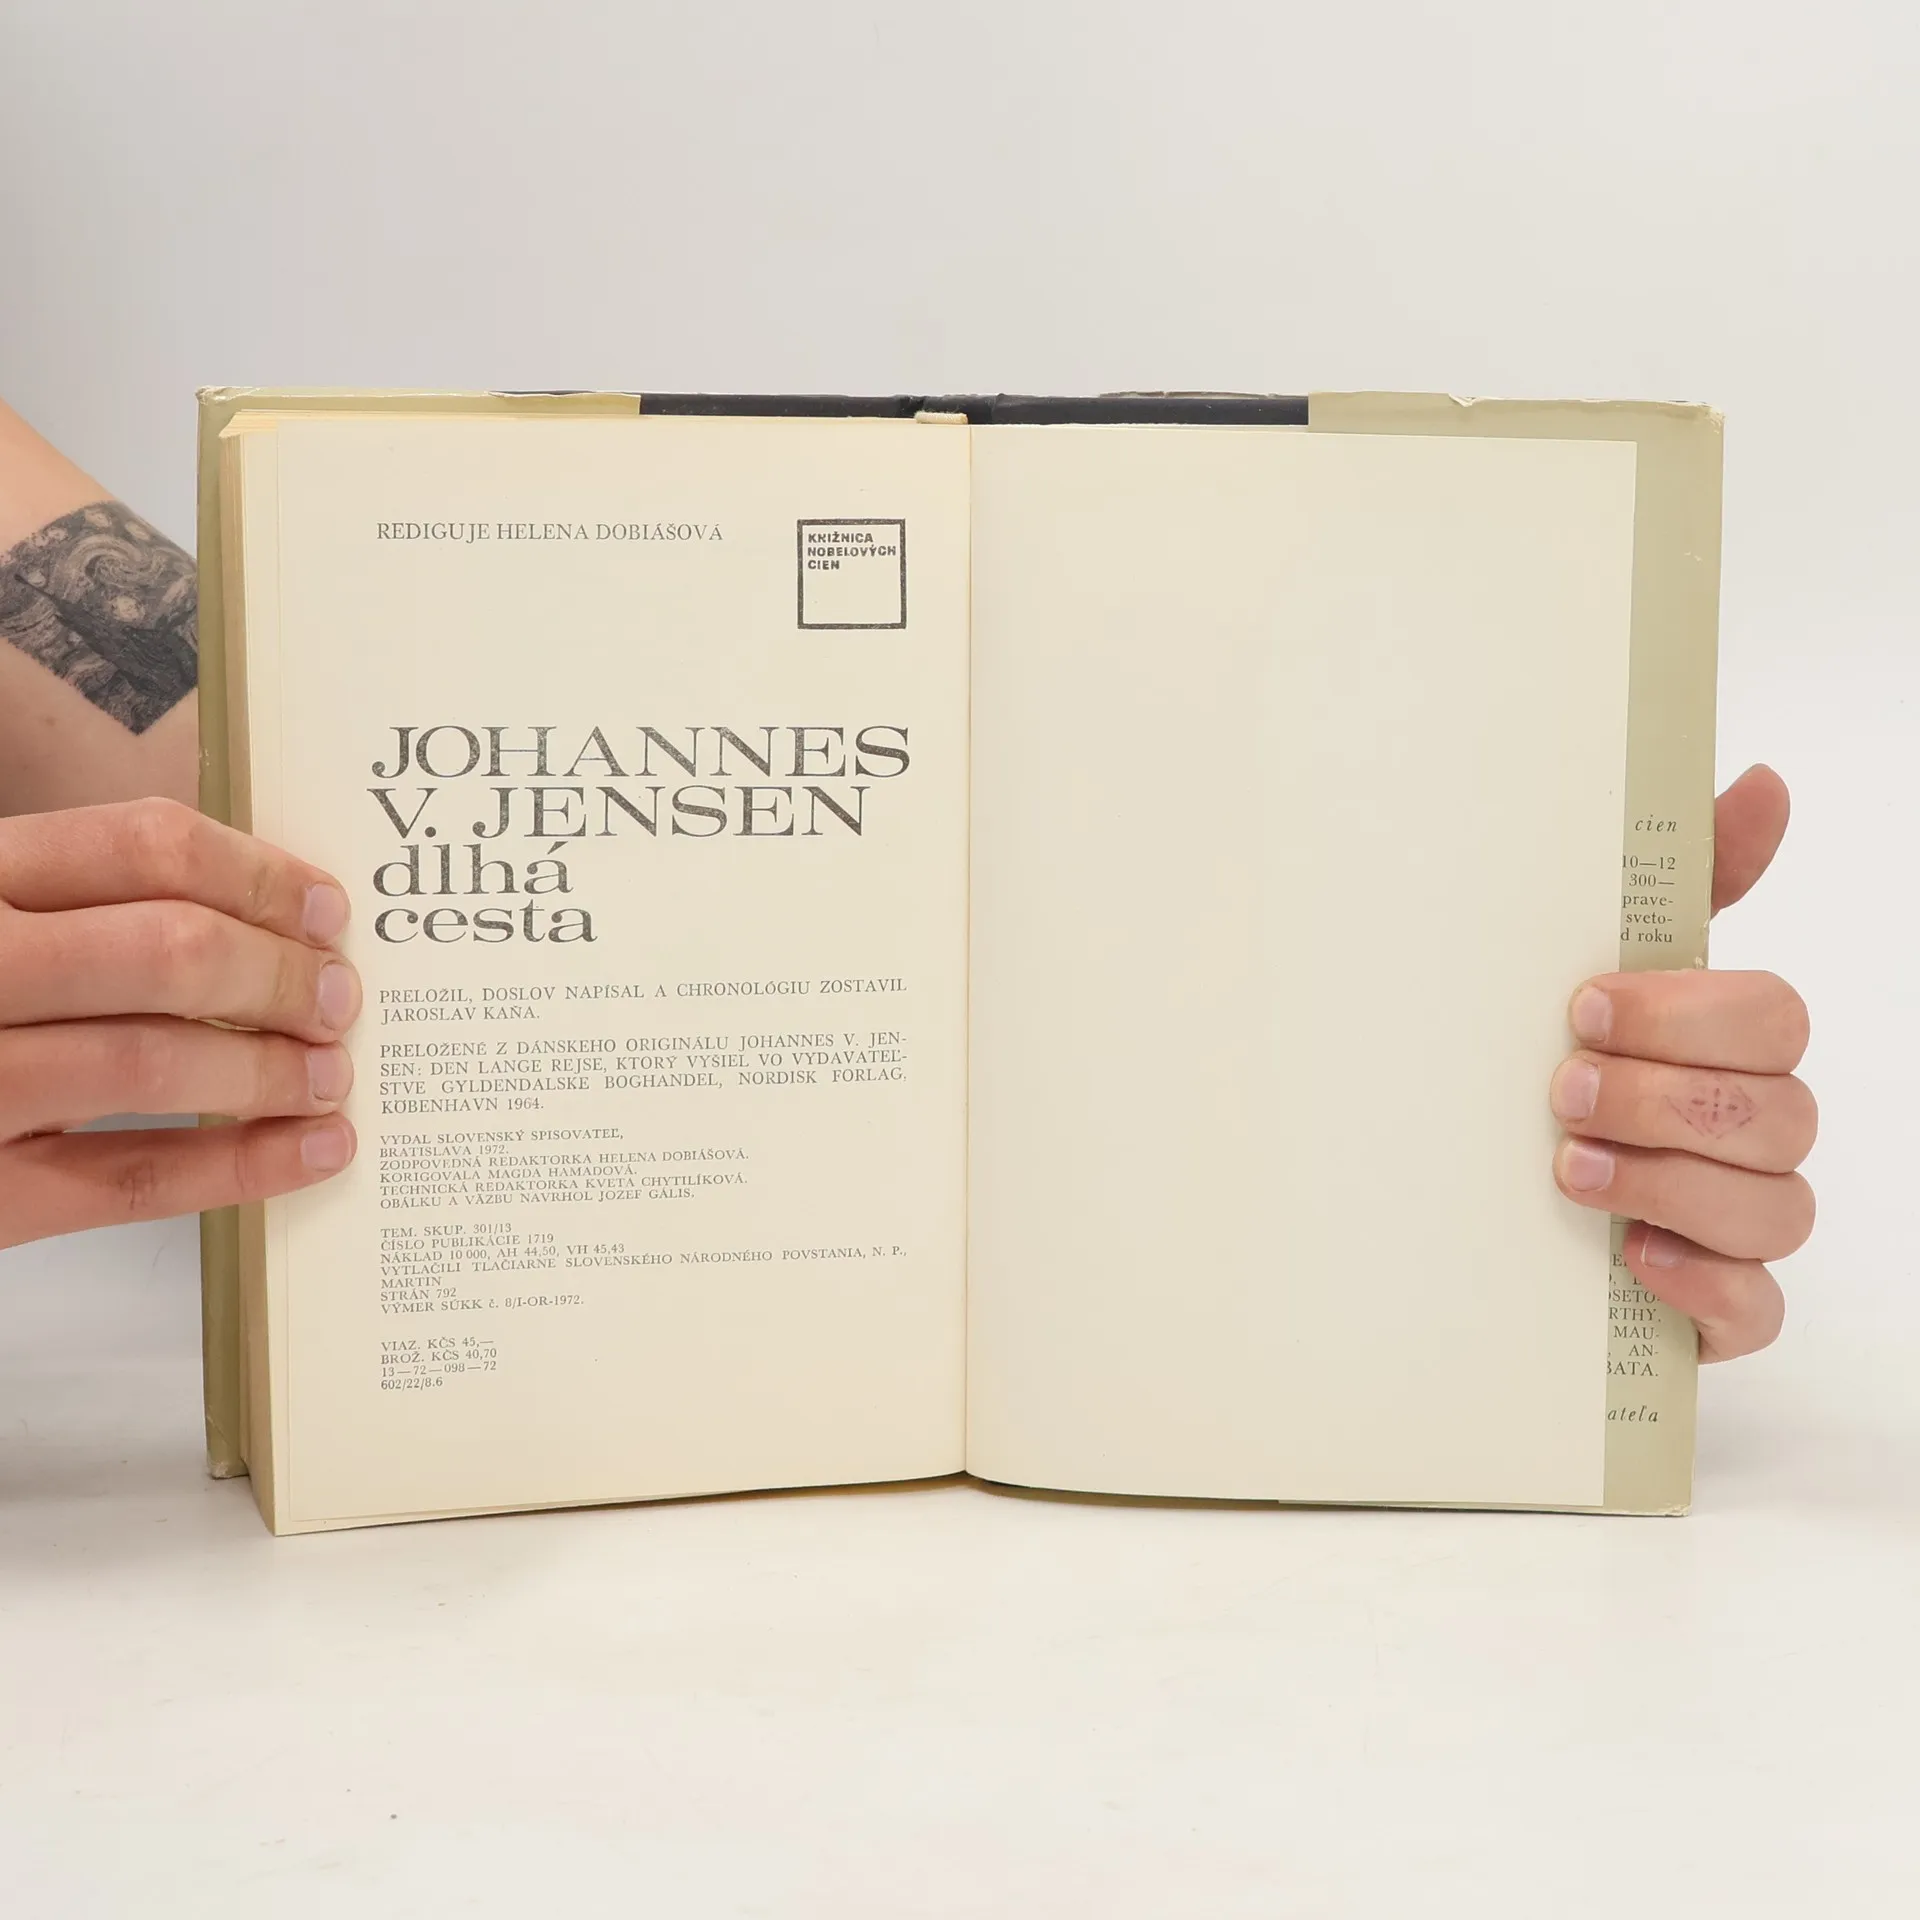 REDIGUJE HELENA DOBIÁŠOVÁ
KNIŽNICA
NOBELOVÝCH
CIEN
JOHANNES
V. JENSEN
dlhá
cesta
PRELOŽIL, DOSLOV NAPÍSAL A CHRONOLÓGIU ZOSTAVIL
JAROSLAV KAŇA.
PRELOŽENÉ Z DÁNSKEHO ORIGINÁLU JOHANNES V. JEN-
SEN: DEN LANGE REJSE, KTORÝ VYŠIEL VO VYDAVATEĽ-
STVE GYLDENDALSKE BOGHANDEL, NORDISK FORLAG,
KÖBENHAVN 1964.
VYDAL SLOVENSKÝ SPISOVATEĽ,
BRATISLAVA 1972.
ZODPOVEDNÁ REDAKTORKA HELENA DOBIÁŠOVÁ.
KORIGOVALA MAGDA HAMADOVÁ.
TECHNICKÁ REDAKTORKA KVETA CHYTILÍKOVÁ.
OBÁLKU A VÄZBU NAVRHOL JOZEF GÁLIS.
TEM. SKUP. 301/13
ČÍSLO PUBLIKÁCIE 1719
NÁKLAD 10 000, AH 44,50, VH 45,43
VYTLAČILI TLAČIARNE SLOVENSKÉHO NÁRODNÉHO POVSTANIA, N. P.,
MARTIN
STRÁN 792
VÝMER SÚKK č. 8/I-OR-1972.
VIAZ. KČS 45,—
BROŽ. KČS 40,70
13—72—098—72
602/22/8.6
cien
10—12
300—
prave-
sveto-
d roku
OSETO-
RTHY,
MAU-
, AN-
BATA.
ateľa